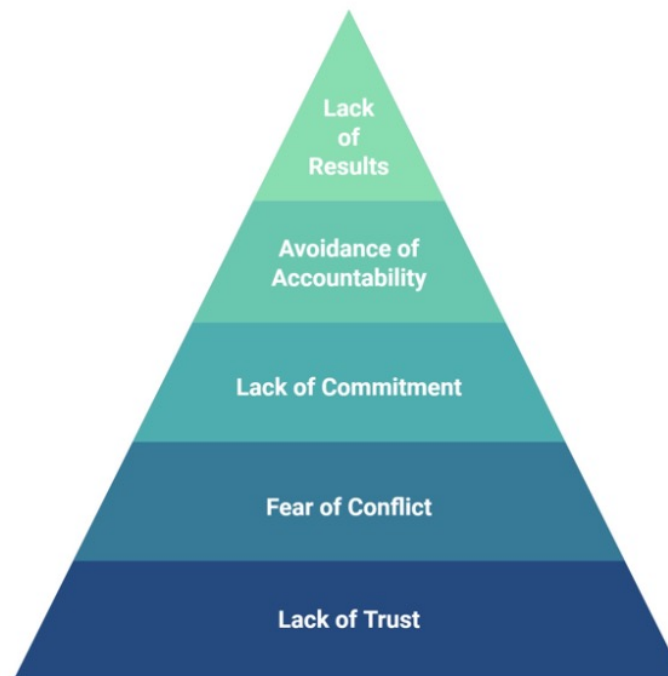 Lack
of
Results
Avoidance of
Accountability
Lack of Commitment
Fear of Conflict
Lack of Trust